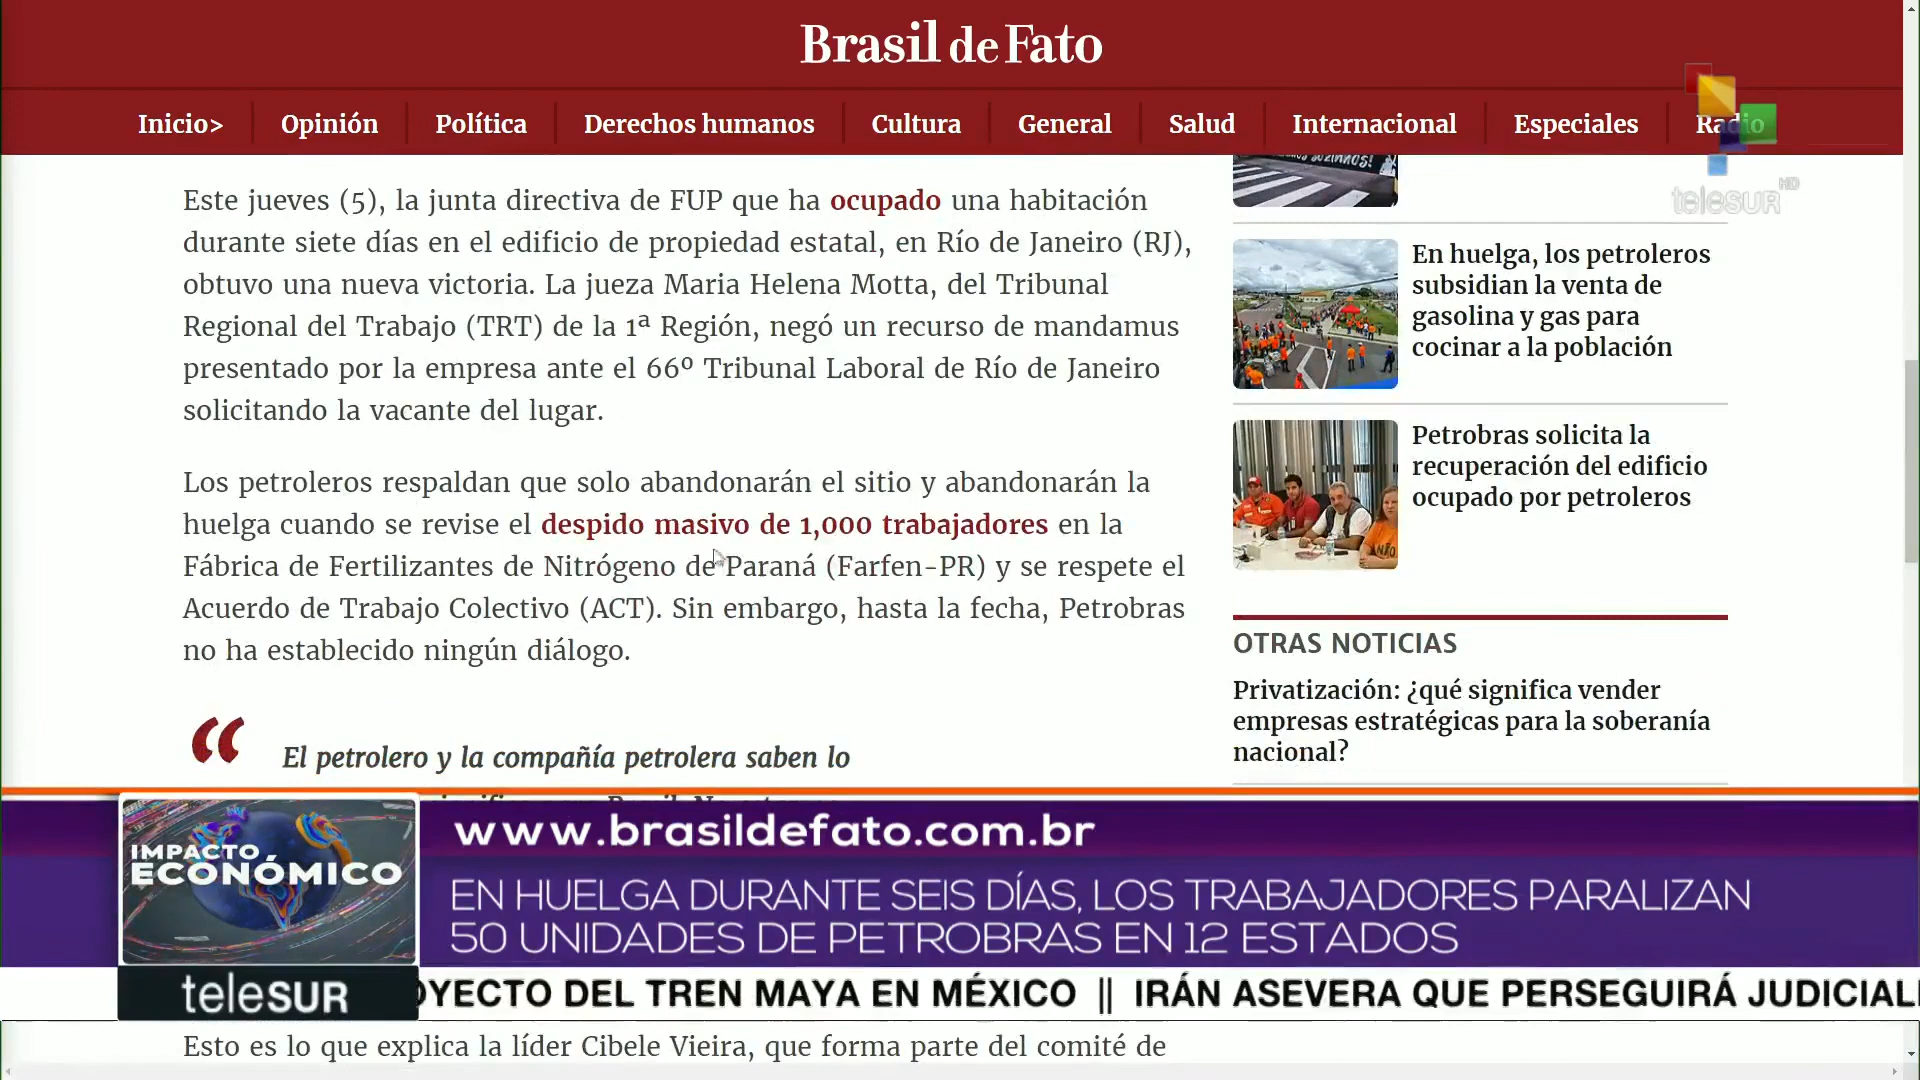 Brasil de Fato
Inicio>
Opinión
Política
Derechos humanos
Cultura
General
Salud
Internacional
Especiales
Radio
teleSUR HD
Este jueves (5), la junta directiva de FUP que ha ocupado una habitación
durante siete días en el edificio de propiedad estatal, en Río de Janeiro (RJ),
obtuvo una nueva victoria. La jueza Maria Helena Motta, del Tribunal
Regional del Trabajo (TRT) de la 1ª Región, negó un recurso de mandamus
presentado por la empresa ante el 66º Tribunal Laboral de Río de Janeiro
solicitando la vacante del lugar.
Los petroleros respaldan que solo abandonarán el sitio y abandonarán la
huelga cuando se revise el despido masivo de 1,000 trabajadores en la
Fábrica de Fertilizantes de Nitrógeno de Paraná (Farfen-PR) y se respete el
Acuerdo de Trabajo Colectivo (ACT). Sin embargo, hasta la fecha, Petrobras
no ha establecido ningún diálogo.
“ El petrolero y la compañía petrolera saben lo
En huelga, los petroleros
subsidian la venta de
gasolina y gas para
cocinar a la población
Petrobras solicita la
recuperación del edificio
ocupado por petroleros
OTRAS NOTICIAS
Privatización: ¿qué significa vender
empresas estratégicas para la soberanía
nacional?
IMPACTO
ECONÓMICO
www.brasildefato.com.br
EN HUELGA DURANTE SEIS DÍAS, LOS TRABAJADORES PARALIZAN
50 UNIDADES DE PETROBRAS EN 12 ESTADOS
teleSUR
OYECTO DEL TREN MAYA EN MÉXICO || IRÁN ASEVERA QUE PERSEGUIRÁ JUDICIAL
Esto es lo que explica la líder Cibele Vieira, que forma parte del comité de